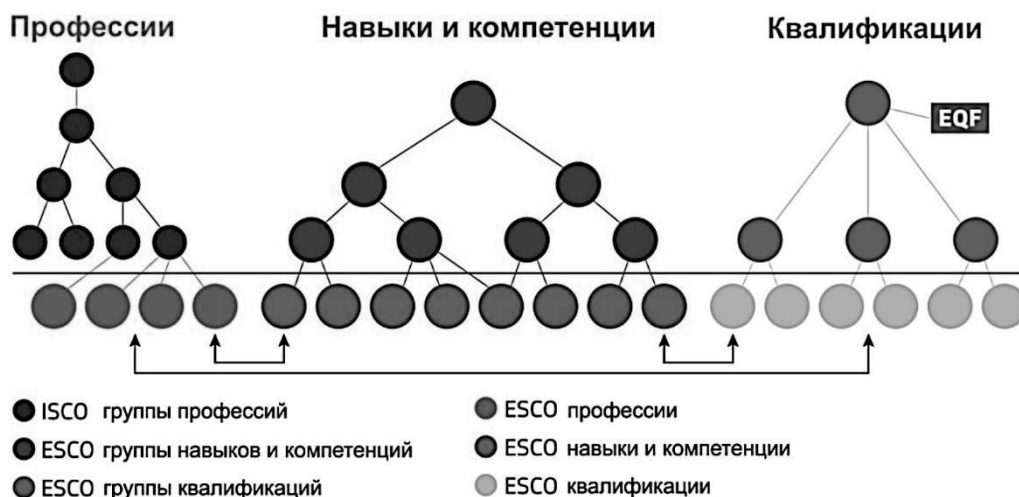 Профессии
Навыки и компетенции
Квалификации
EQF
ISCO группы профессий
ESCO группы навыков и компетенций
ESCO группы квалификаций
ESCO профессии
ESCO навыки и компетенции
ESCO квалификации